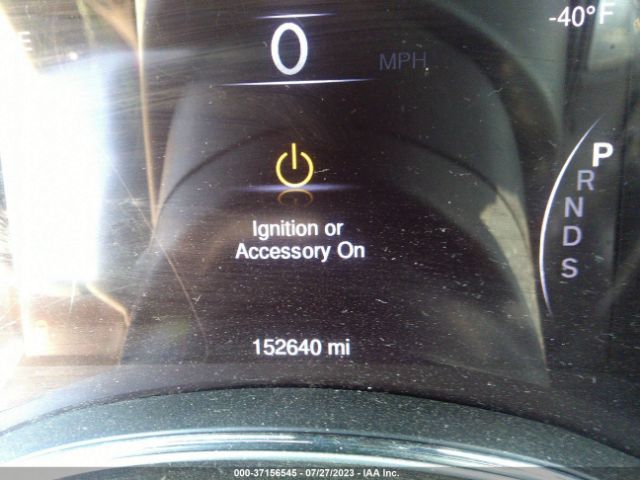 -40°F
E
0
MPH
P
R
N
D
S
Ignition or
Accessory On
152640 mi
000-37156545 - 07/27/2023 - IAA Inc.